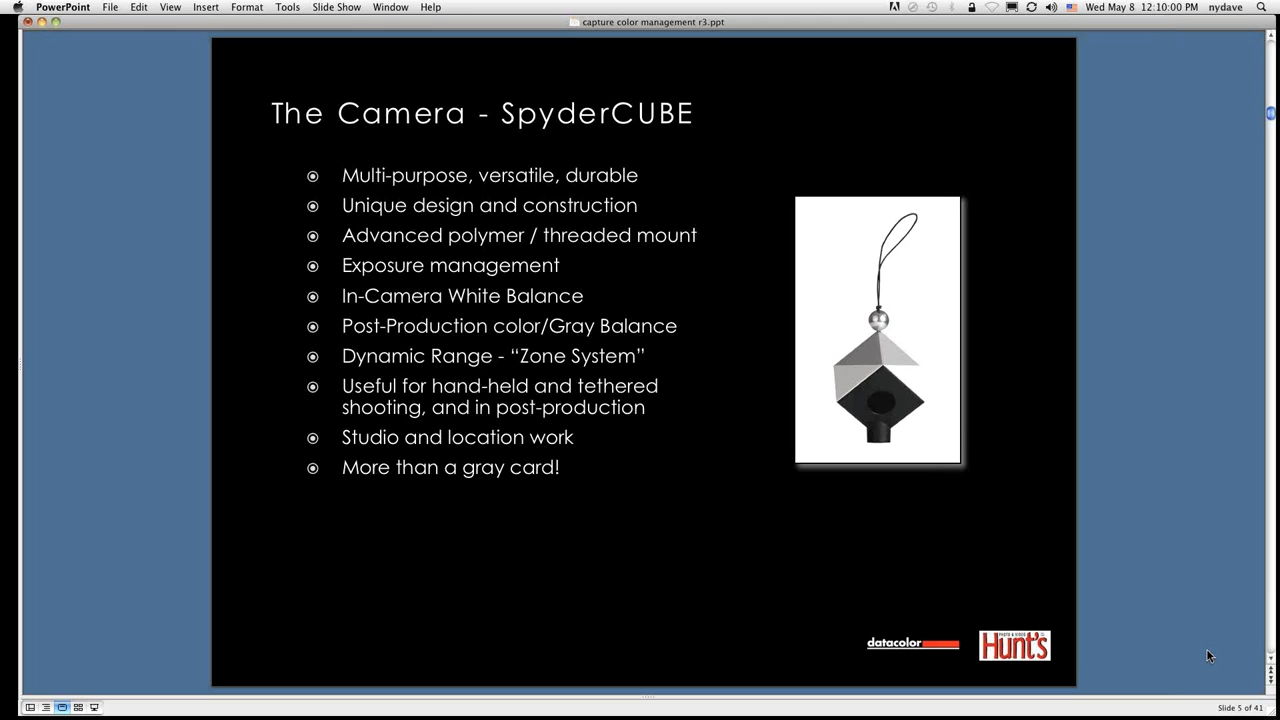 PowerPoint File Edit View Insert Format Tools Slide Show Window Help Wed May 8 12:10:00 PM nydave
capture color management r3.ppt
The Camera - SpyderCUBE
Multi-purpose, versatile, durable
Unique design and construction
Advanced polymer / threaded mount
Exposure management
In-Camera White Balance
Post-Production color/Gray Balance
Dynamic Range - “Zone System”
Useful for hand-held and tethered
shooting, and in post-production
Studio and location work
More than a gray card!
datacolor
PHOTO & VIDEO
Hunt's
Slide 5 of 41